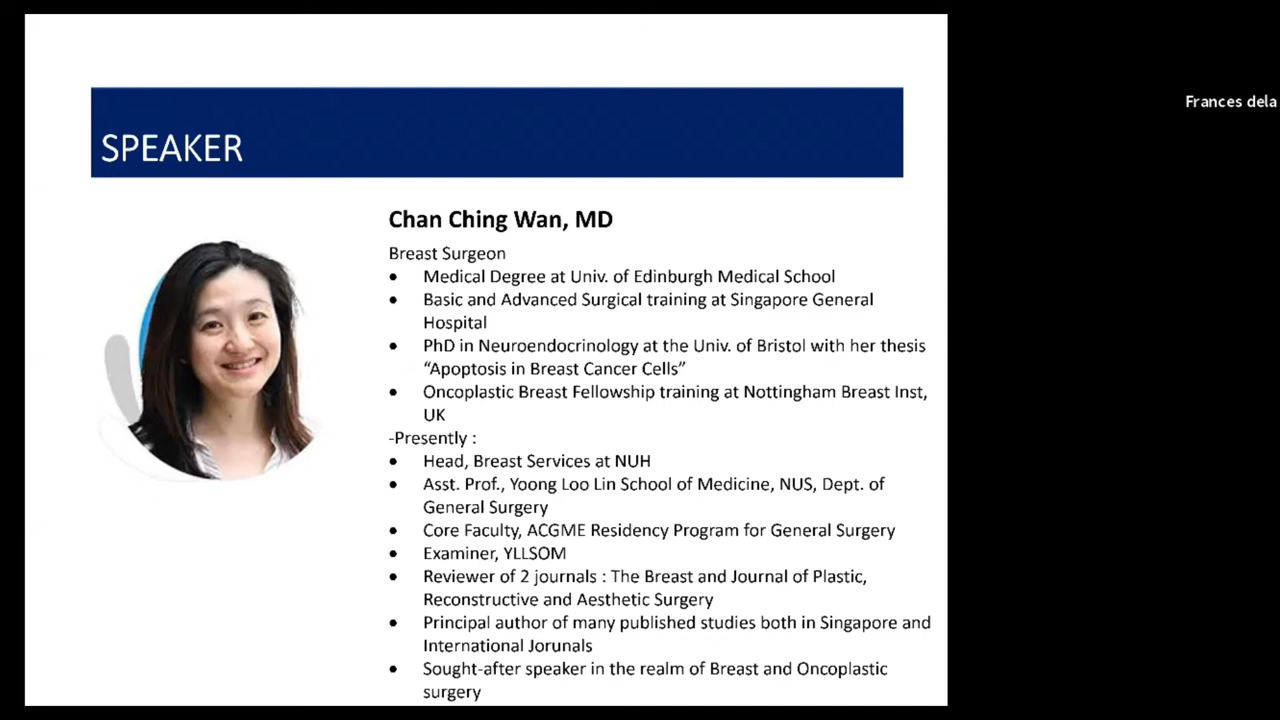 SPEAKER
Frances dela
Chan Ching Wan, MD
Breast Surgeon
• Medical Degree at Univ. of Edinburgh Medical School
• Basic and Advanced Surgical training at Singapore General
Hospital
• PhD in Neuroendocrinology at the Univ. of Bristol with her thesis
“Apoptosis in Breast Cancer Cells”
• Oncoplastic Breast Fellowship training at Nottingham Breast Inst,
UK
-Presently :
• Head, Breast Services at NUH
• Asst. Prof., Yoong Loo Lin School of Medicine, NUS, Dept. of
General Surgery
• Core Faculty, ACGME Residency Program for General Surgery
• Examiner, YLLSOM
• Reviewer of 2 journals : The Breast and Journal of Plastic,
Reconstructive and Aesthetic Surgery
• Principal author of many published studies both in Singapore and
International Jorunals
• Sought-after speaker in the realm of Breast and Oncoplastic
surgery